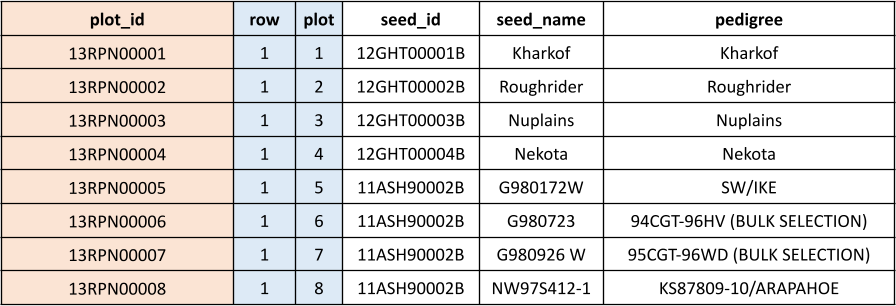 plot_id row plot seed_id seed_name pedigree
13RPN00001 1 1 12GHT00001B Kharkof Kharkof
13RPN00002 1 2 12GHT00002B Roughrider Roughrider
13RPN00003 1 3 12GHT00003B Nuplains Nuplains
13RPN00004 1 4 12GHT00004B Nekota Nekota
13RPN00005 1 5 11ASH90002B G980172W SW/IKE
13RPN00006 1 6 11ASH90002B G980723 94CGT-96HV (BULK SELECTION)
13RPN00007 1 7 11ASH90002B G980926 W 95CGT-96WD (BULK SELECTION)
13RPN00008 1 8 11ASH90002B NW97S412-1 KS87809-10/ARAPAHOE